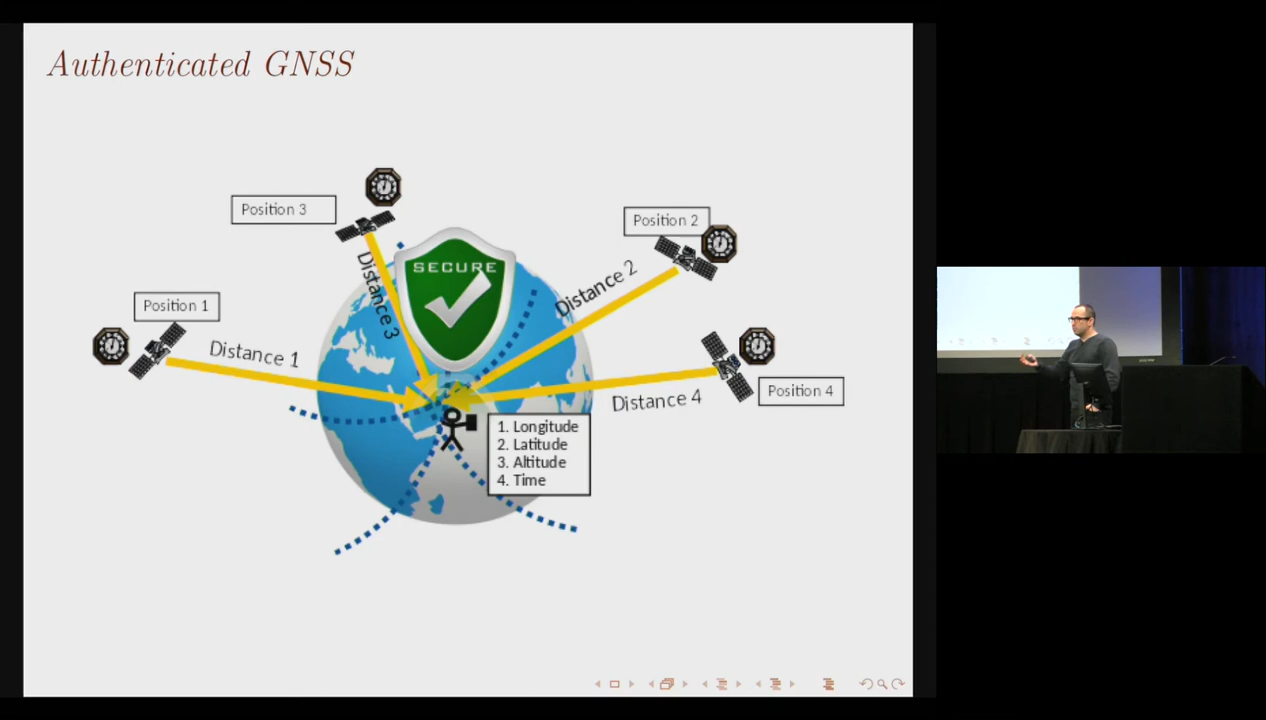 Authenticated GNSS
Position 3
Position 2
SECURE
Distance 3
Distance 2
Position 1
Distance 1
Position 4
Distance 4
1. Longitude
2. Latitude
3. Altitude
4. Time